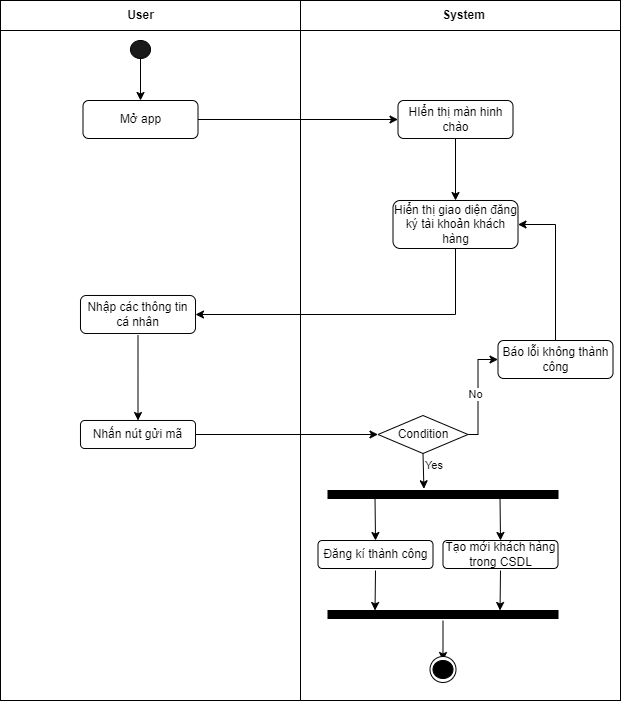 User
System
Mở app
HIển thị màn hinh
chào
Hiển thị giao diện đăng
ký tài khoản khách
hàng
Nhập các thông tin
cá nhân
Báo lỗi không thành
công
No
Nhấn nút gửi mã
Condition
Yes
Đăng kí thành công
Tạo mới khách hàng
trong CSDL